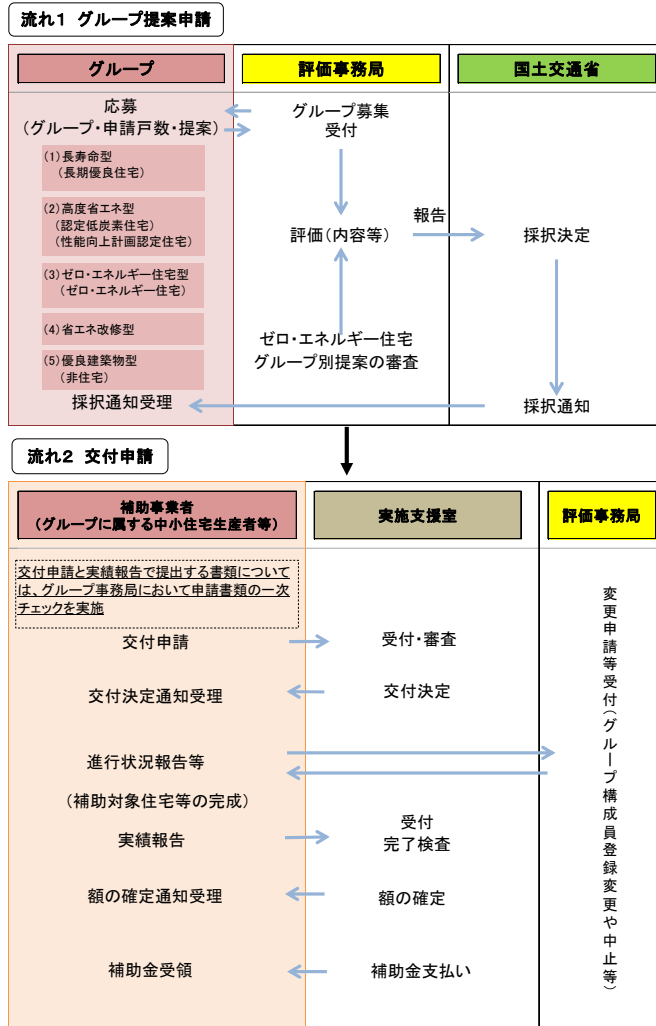 流れ1 グループ提案申請
グループ
評価事務局
国土交通省
応募
(グループ・申請戸数・提案)
グループ募集
受付
(1)長寿命型
(長期優良住宅)
(2)高度省エネ型
(認定低炭素住宅)
(性能向上計画認定住宅)
(3)ゼロ・エネルギー住宅型
(ゼロ・エネルギー住宅)
(4)省エネ改修型
(5)優良建築物型
(非住宅)
評価(内容等)
報告
採択決定
ゼロ・エネルギー住宅
グループ別提案の審査
採択通知受理
採択通知
流れ2 交付申請
補助事業者
(グループに属する中小住宅生産者等)
実施支援室
評価事務局
交付申請と実績報告で提出する書類について
は、グループ事務局において申請書類の一次
チェックを実施
交付申請
受付・審査
交付決定通知受理
交付決定
進行状況報告等
(補助対象住宅等の完成)
実績報告
受付
完了検査
額の確定通知受理
額の確定
補助金受領
補助金支払い
変更申請等受付(グループ構成員登録変更や中止等)